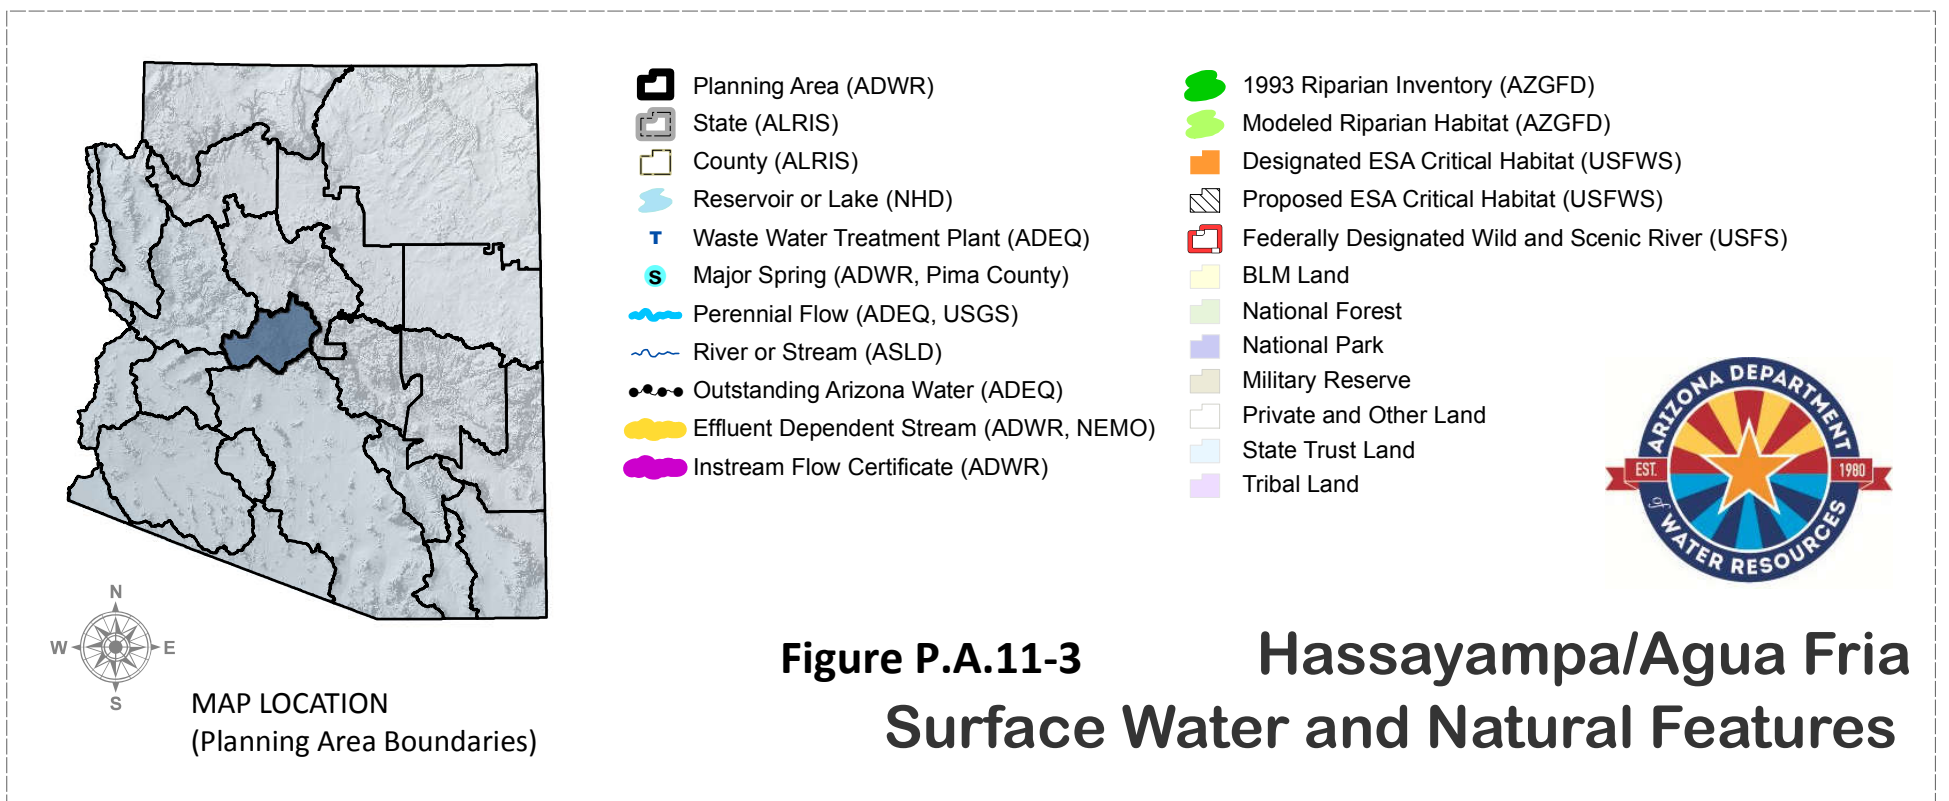 Planning Area (ADWR)
State (ALRIS)
County (ALRIS)
Reservoir or Lake (NHD)
T Waste Water Treatment Plant (ADEQ)
S Major Spring (ADWR, Pima County)
Perennial Flow (ADEQ, USGS)
River or Stream (ASLD)
Outstanding Arizona Water (ADEQ)
Effluent Dependent Stream (ADWR, NEMO)
Instream Flow Certificate (ADWR)
1993 Riparian Inventory (AZGFD)
Modeled Riparian Habitat (AZGFD)
Designated ESA Critical Habitat (USFWS)
Proposed ESA Critical Habitat (USFWS)
Federally Designated Wild and Scenic River (USFS)
BLM Land
National Forest
National Park
Military Reserve
Private and Other Land
State Trust Land
Tribal Land
ARIZONA DEPARTMENT
EST. 1980
of WATER RESOURCES
N
W E
S
MAP LOCATION
(Planning Area Boundaries)
Figure P.A.11-3
Hassayampa/Agua Fria
Surface Water and Natural Features